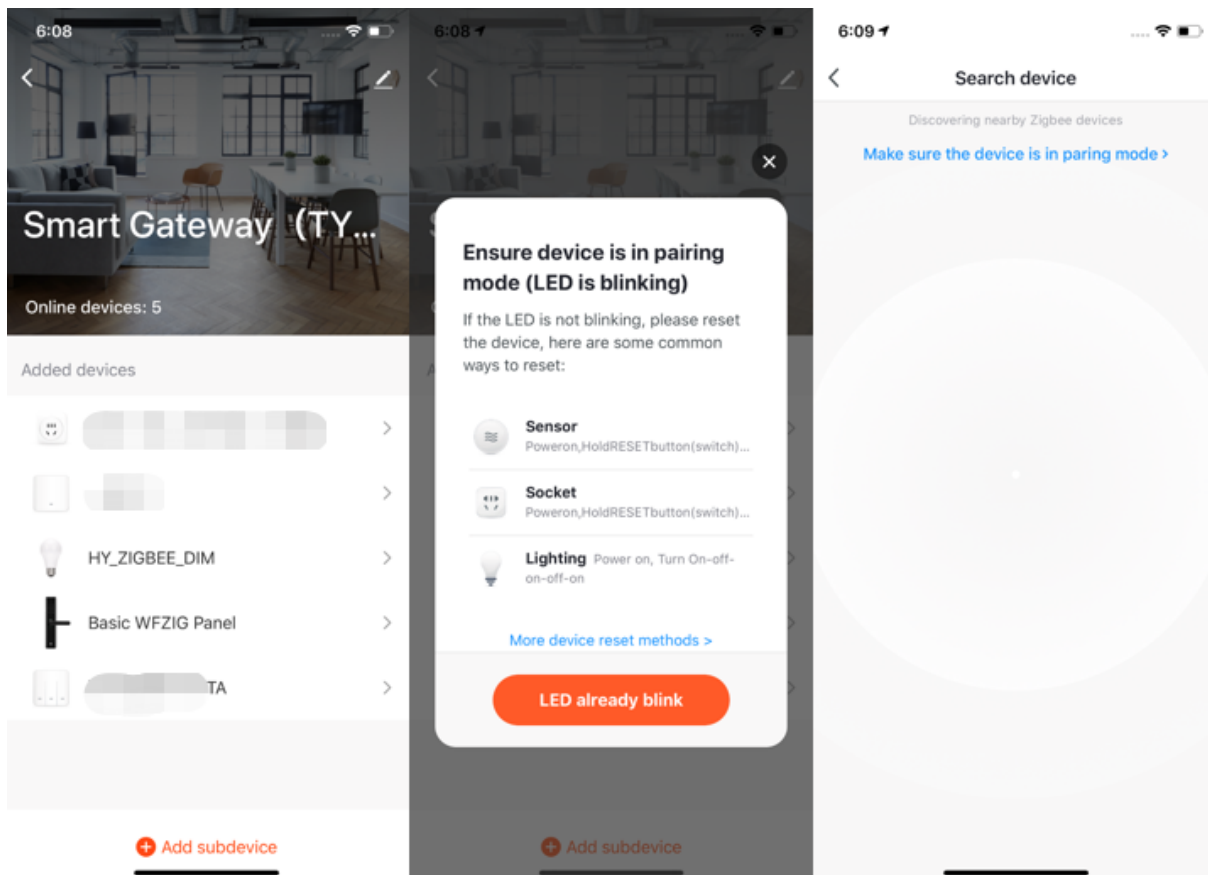 6:08
Smart Gateway（TY...
Online devices: 5
Added devices
HY_ZIGBEE_DIM
Basic WFZIG Panel
TA
Add subdevice
6:08
Ensure device is in pairing
mode (LED is blinking)
If the LED is not blinking, please reset
the device, here are some common
ways to reset:
Sensor
Poweron,HoldRESETbutton(switch)...
Socket
Poweron,HoldRESETbutton(switch)...
Lighting Power on, Turn On-off-
on-off-on
More device reset methods >
LED already blink
Add subdevice
6:09
Search device
Discovering nearby Zigbee devices
Make sure the device is in paring mode >